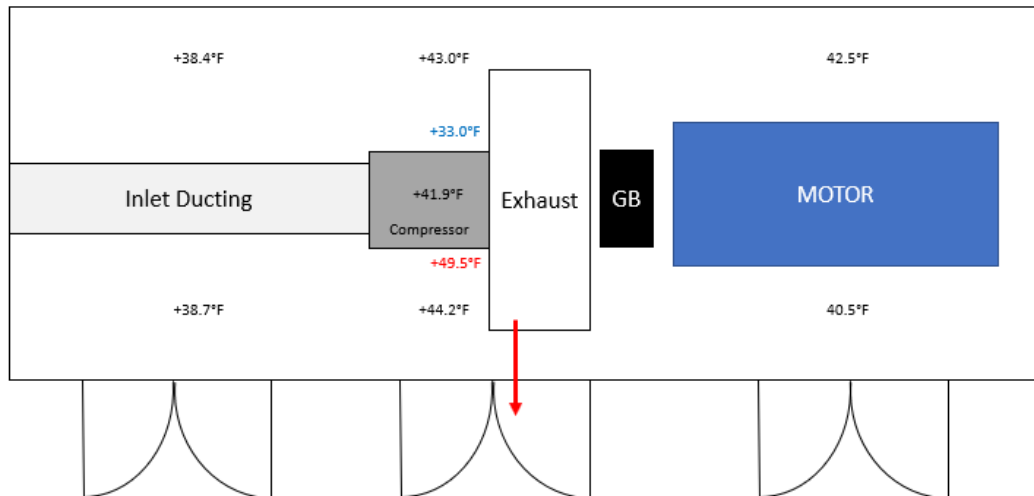 +38.4°F
+43.0°F
42.5°F
+33.0°F
Inlet Ducting
+41.9°F
Compressor
Exhaust
GB
MOTOR
+49.5°F
+38.7°F
+44.2°F
40.5°F